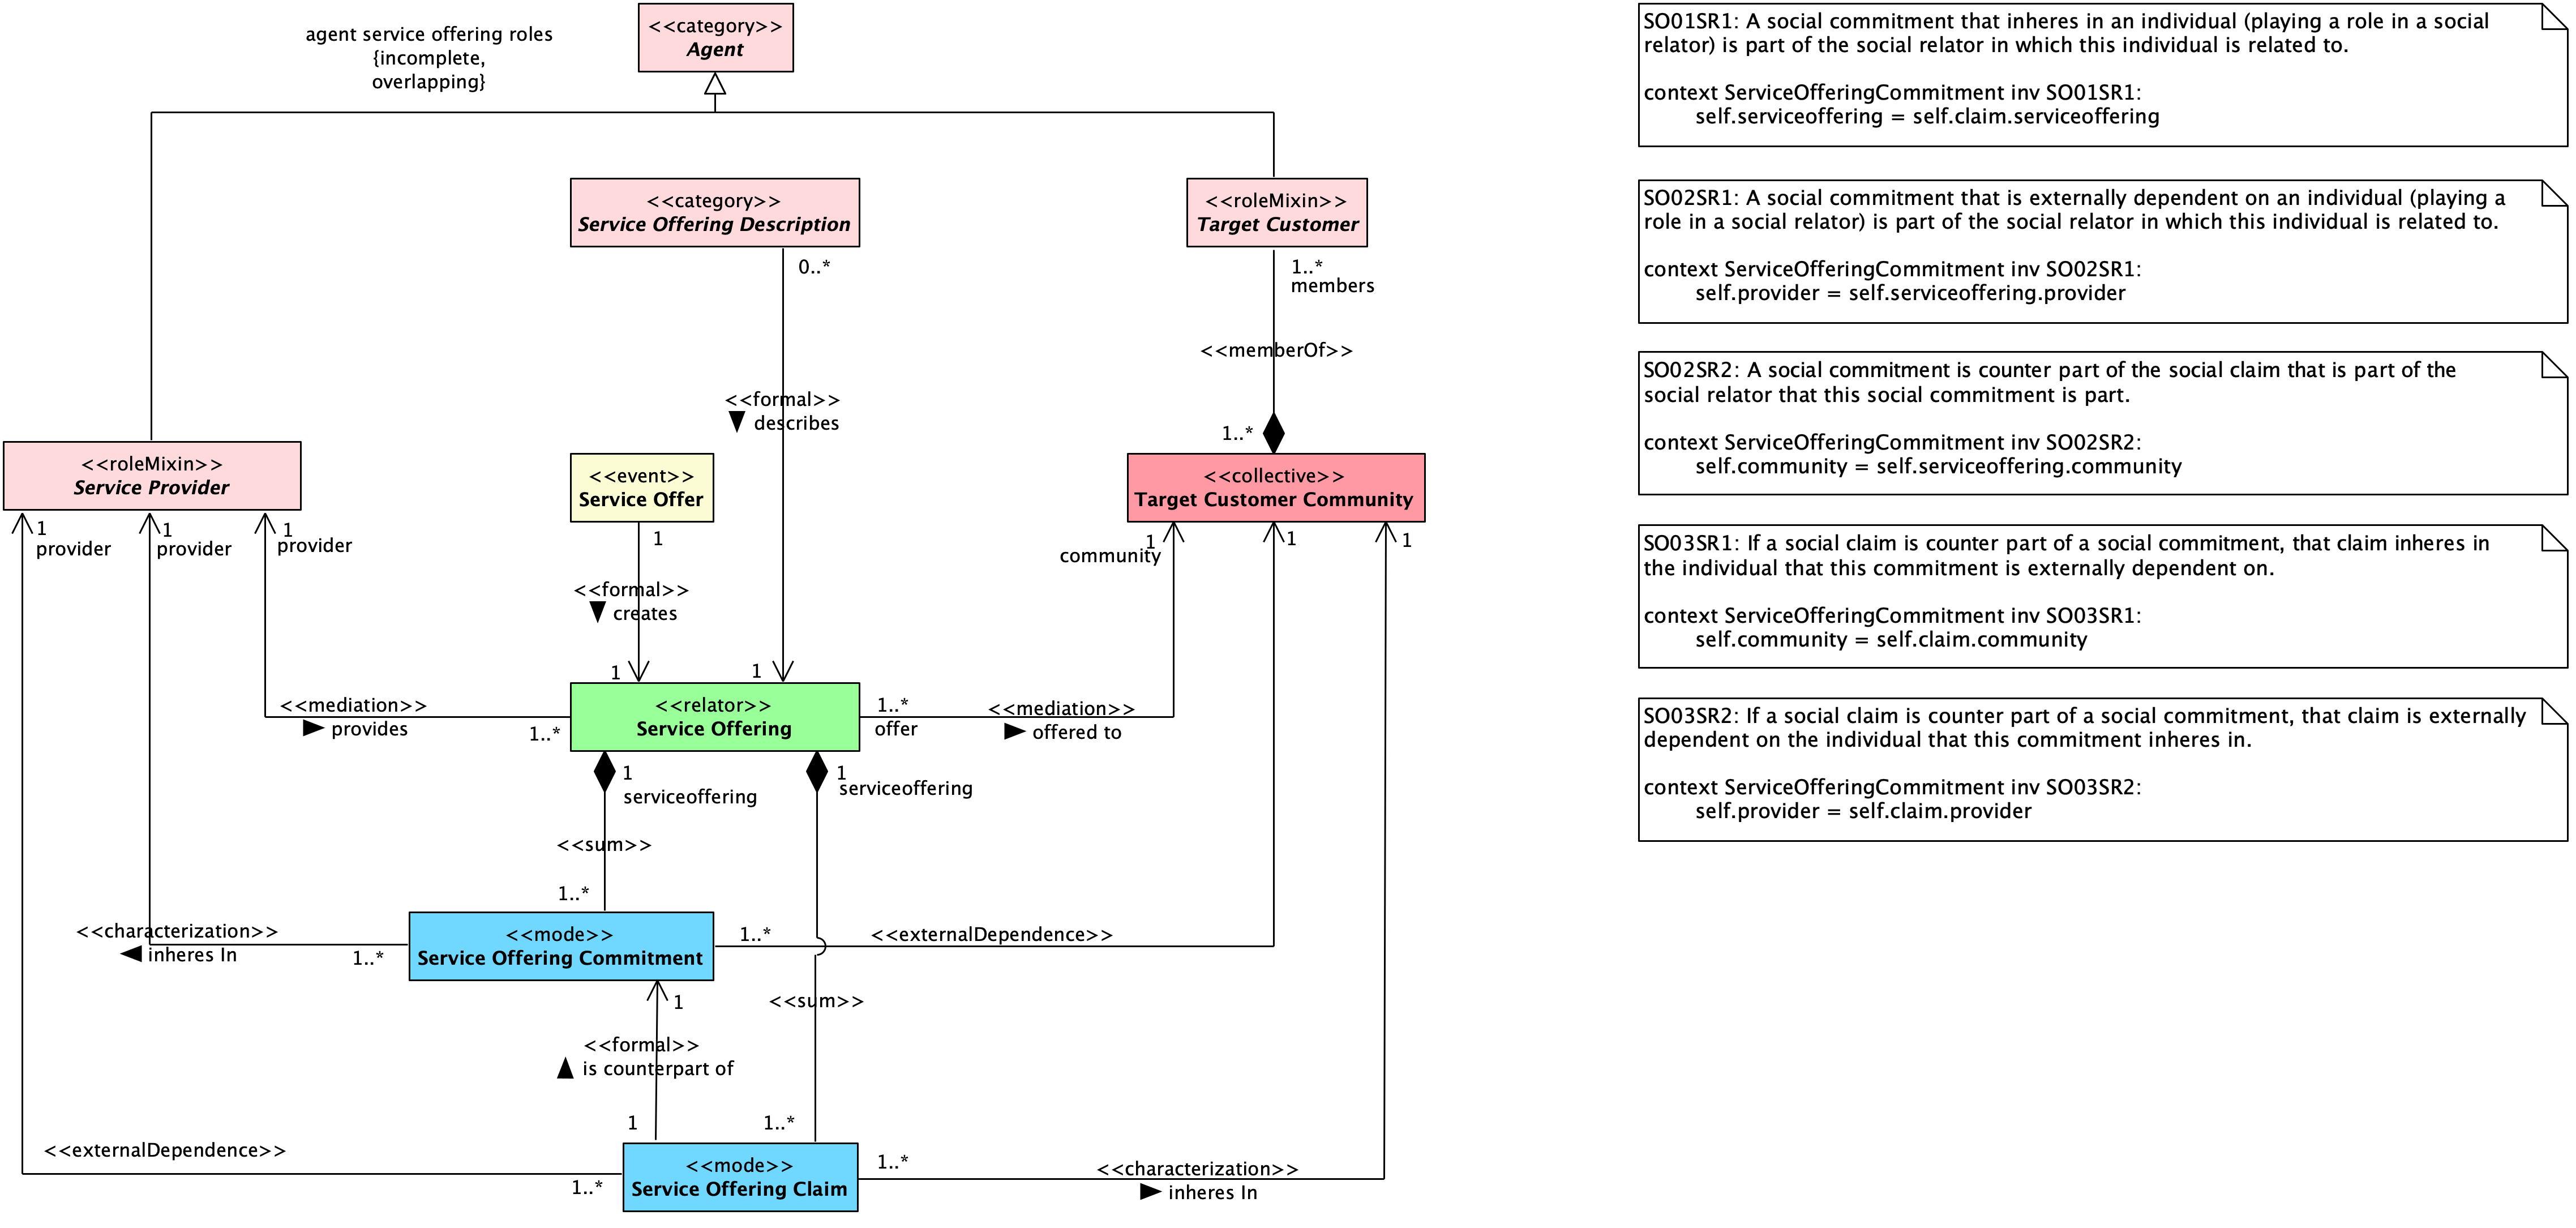 agent service offering roles
{incomplete,
overlapping}
<<category>>
Agent
<<category>>
Service Offering Description
0..*
<<roleMixin>>
Target Customer
1..*
members
<<memberOf>>
1..*
<<formal>>
describes
<<roleMixin>>
Service Provider
<<event>>
Service Offer
<<collective>>
Target Customer Community
1
provider
1
provider
1
provider
1
1
community
1
1
<<formal>>
creates
1
1
<<mediation>>
provides
1..*
<<relator>>
Service Offering
1..*
offer
<<mediation>>
offered to
1
serviceoffering
1
serviceoffering
<<sum>>
1..*
<<characterization>>
inheres In
1..*
<<mode>>
Service Offering Commitment
1..*
<<externalDependence>>
1
<<sum>>
<<formal>>
is counterpart of
1
1..*
<<externalDependence>>
1..*
<<mode>>
Service Offering Claim
1..*
<<characterization>>
inheres In
SO01SR1: A social commitment that inheres in an individual (playing a role in a social
relator) is part of the social relator in which this individual is related to.
context ServiceOfferingCommitment inv SO01SR1:
self.serviceoffering = self.claim.serviceoffering
SO02SR1: A social commitment that is externally dependent on an individual (playing a
role in a social relator) is part of the social relator in which this individual is related to.
context ServiceOfferingCommitment inv SO02SR1:
self.provider = self.serviceoffering.provider
SO02SR2: A social commitment is counter part of the social claim that is part of the
social relator that this social commitment is part.
context ServiceOfferingCommitment inv SO02SR2:
self.community = self.serviceoffering.community
SO03SR1: If a social claim is counter part of a social commitment, that claim inheres in
the individual that this commitment is externally dependent on.
context ServiceOfferingCommitment inv SO03SR1:
self.community = self.claim.community
SO03SR2: If a social claim is counter part of a social commitment, that claim is externally
dependent on the individual that this commitment inheres in.
context ServiceOfferingCommitment inv SO03SR2:
self.provider = self.claim.provider